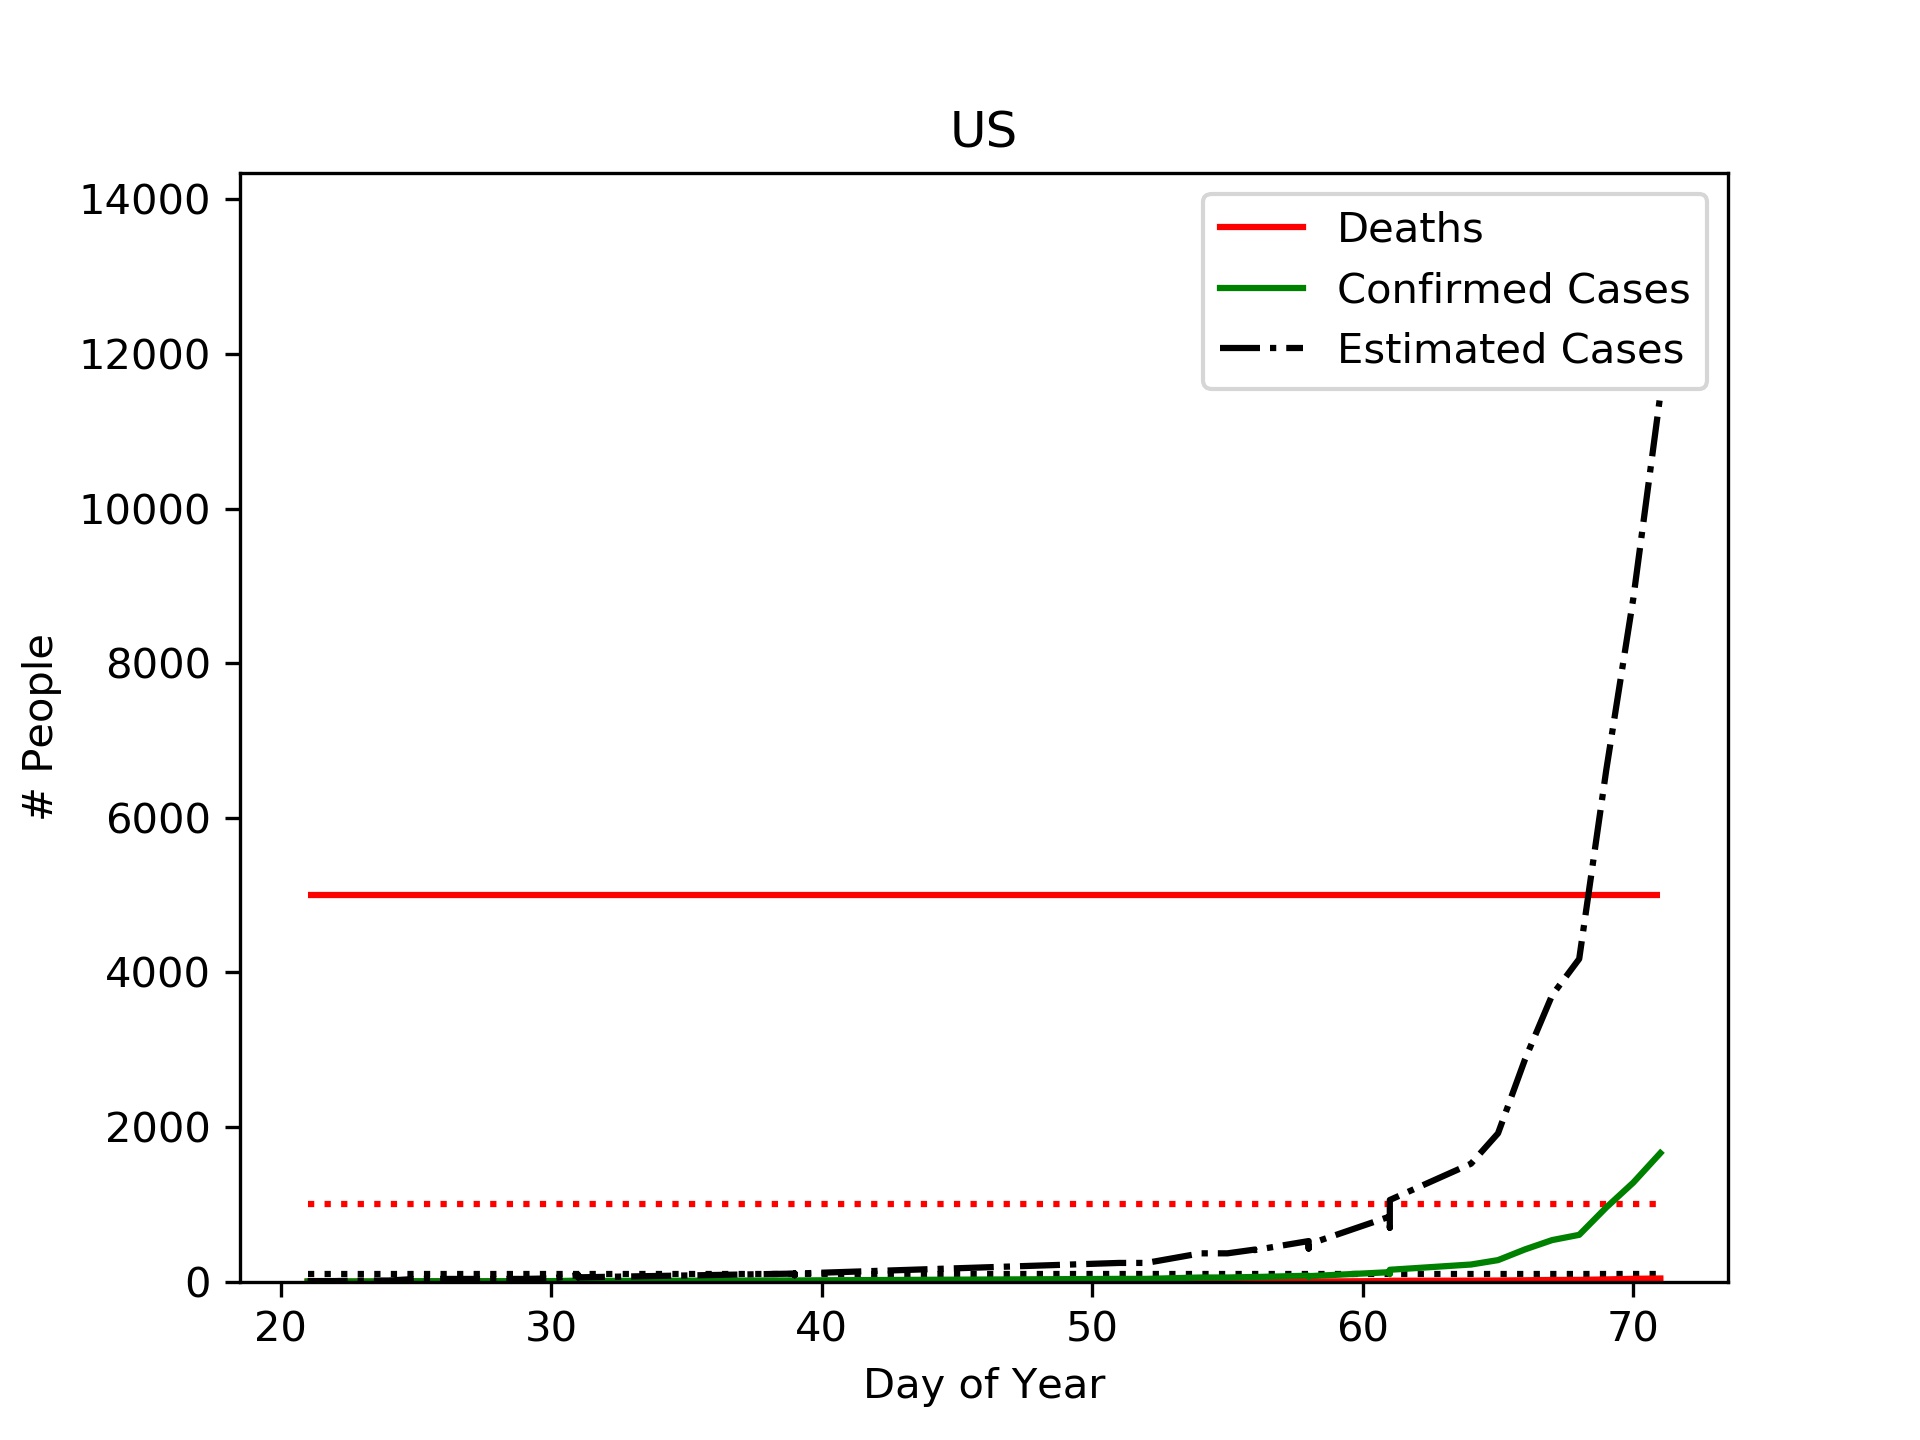 US
14000
12000
10000
8000
6000
4000
2000
0
# People
Deaths
Confirmed Cases
Estimated Cases
20 30 40 50 60 70
Day of Year